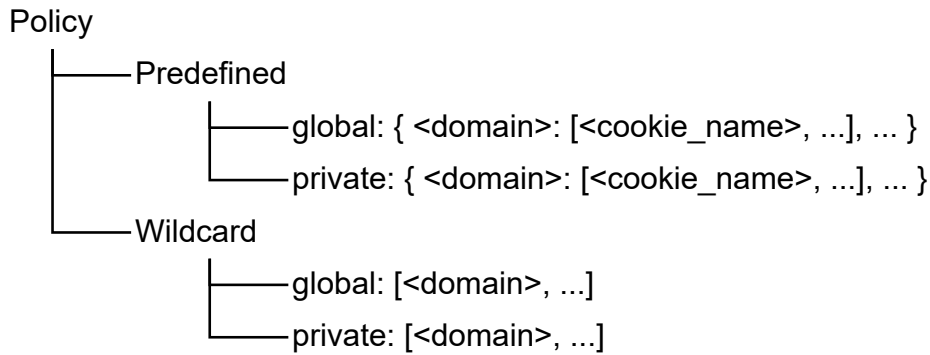 Policy
Predefined
global: { <domain>: [<cookie_name>, ...], ... }
private: { <domain>: [<cookie_name>, ...], ... }
Wildcard
global: [<domain>, ...]
private: [<domain>, ...]